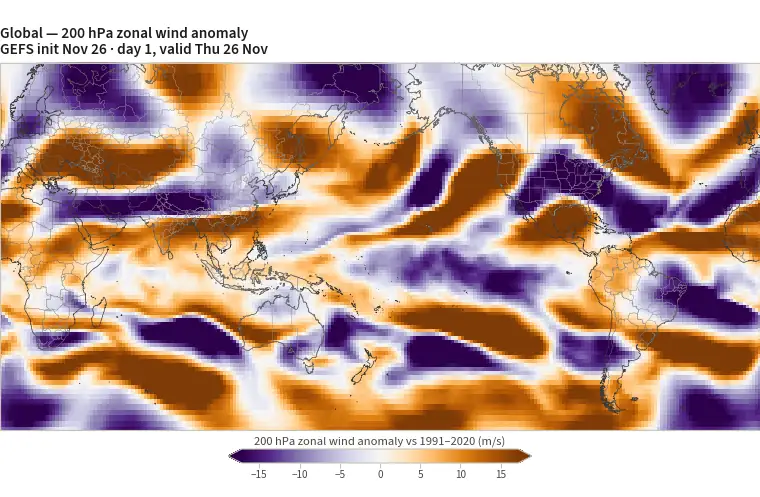 Global — 200 hPa zonal wind anomaly
GEFS init Nov 26 · day 1, valid Thu 26 Nov
200 hPa zonal wind anomaly vs 1991–2020 (m/s)
−15 −10 −5 0 5 10 15